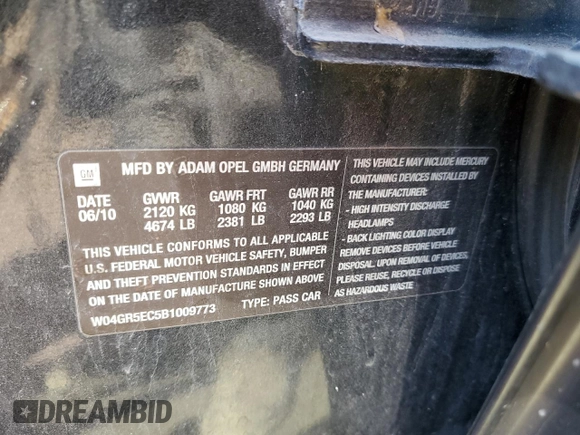 GM
MFD BY ADAM OPEL GMBH GERMANY
DATE GVWR GAWR FRT GAWR RR
06/10 2120 KG 1080 KG 1040 KG
4674 LB 2381 LB 2293 LB
THIS VEHICLE CONFORMS TO ALL APPLICABLE
U.S. FEDERAL MOTOR VEHICLE SAFETY, BUMPER
AND THEFT PREVENTION STANDARDS IN EFFECT
ON THE DATE OF MANUFACTURE SHOWN ABOVE
W04GR5EC5B1009773 TYPE: PASS CAR
THIS VEHICLE MAY INCLUDE MERCURY
CONTAINING DEVICES INSTALLED BY
THE MANUFACTURER:
- HIGH INTENSITY DISCHARGE
HEADLAMPS
- BACK LIGHTING COLOR DISPLAY
REMOVE DEVICES BEFORE VEHICLE
DISPOSAL. UPON REMOVAL OF DEVICES,
PLEASE REUSE, RECYCLE OR DISPOSE
AS HAZARDOUS WASTE
DREAMBID